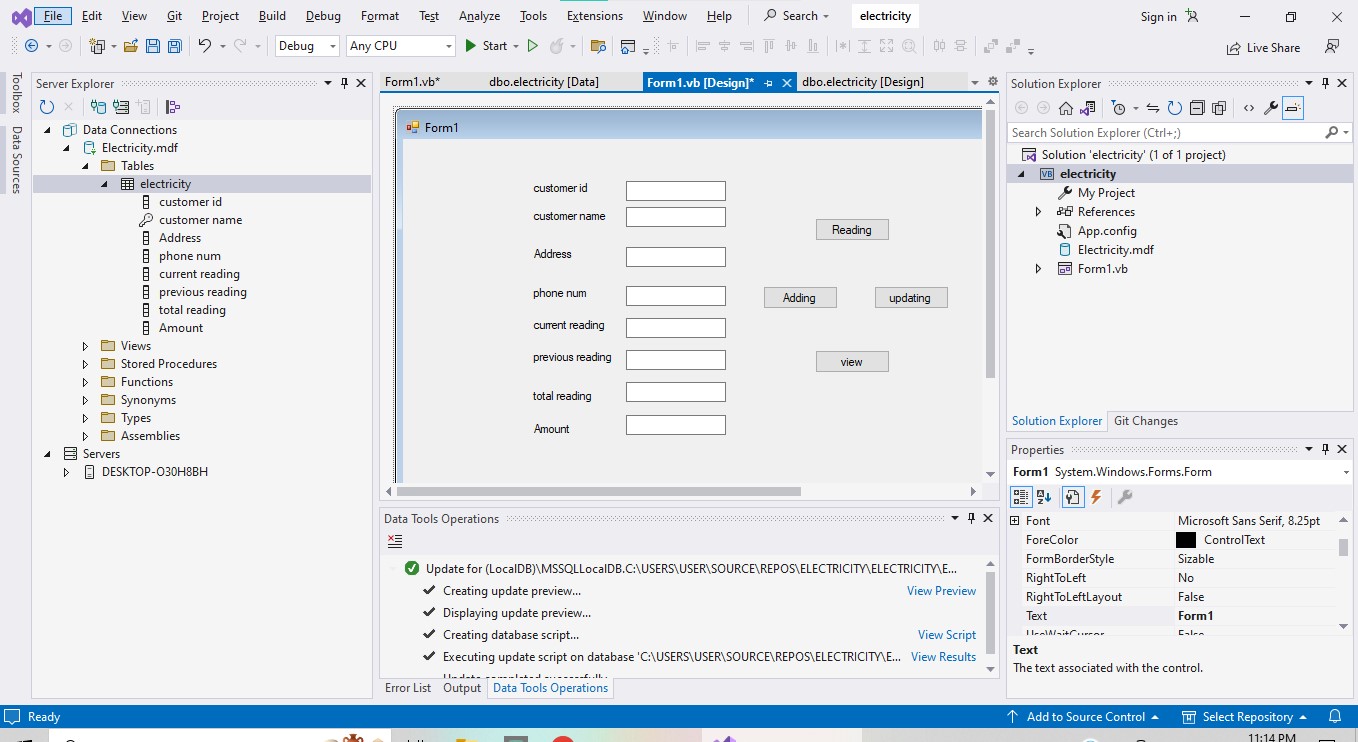 File Edit View Git Project Build Debug Format Test Analyze Tools Extensions Window Help Search electricity Sign in
Debug Any CPU Start Live Share
Toolbox
Data Sources
Server Explorer
Data Connections
Electricity.mdf
Tables
electricity
customer id
customer name
Address
phone num
current reading
previous reading
total reading
Amount
Views
Stored Procedures
Functions
Synonyms
Types
Assemblies
Servers
DESKTOP-O30H8BH
Form1.vb* dbo.electricity [Data] Form1.vb [Design]* dbo.electricity [Design]
Form1
customer id
customer name
Reading
Address
phone num
Adding updating
current reading
previous reading
view
total reading
Amount
Data Tools Operations
Update for (LocalDB)\MSSQLLocalDB.C:\USERS\USER\SOURCE\REPOS\ELECTRICITY\ELECTRICITY\E...
Creating update preview... View Preview
Displaying update preview...
Creating database script... View Script
Executing update script on database 'C:\USERS\USER\SOURCE\REPOS\ELECTRICITY\E... View Results
Update completed successfully
Error List Output Data Tools Operations
Solution Explorer
Search Solution Explorer (Ctrl+;)
Solution 'electricity' (1 of 1 project)
VB electricity
My Project
References
App.config
Electricity.mdf
Form1.vb
Solution Explorer Git Changes
Properties
Form1 System.Windows.Forms.Form
Font Microsoft Sans Serif, 8.25pt
ForeColor ControlText
FormBorderStyle Sizable
RightToLeft No
RightToLeftLayout False
Text Form1
UseWaitCursor False
Text
The text associated with the control.
Ready Add to Source Control Select Repository
11:14 PM